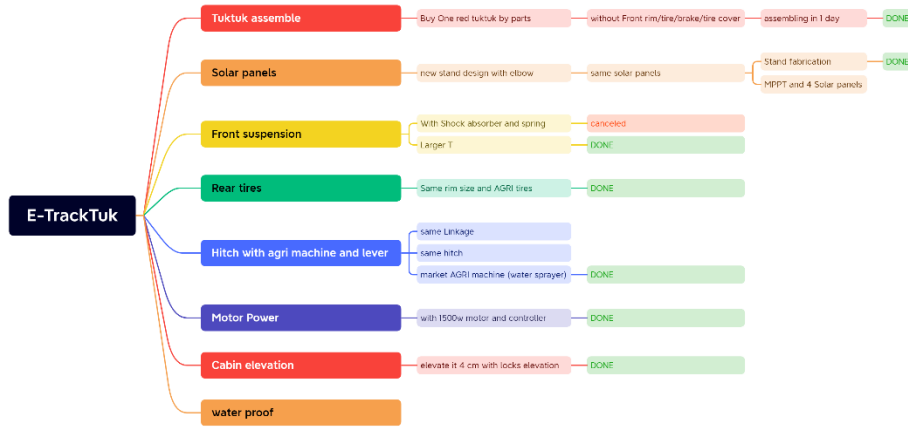 Tuktuk assemble
Buy One red tuktuk by parts
without Front rim/tire/brake/tire cover
assembling in 1 day
DONE
Solar panels
new stand design with elbow
same solar panels
Stand fabrication
DONE
MPPT and 4 Solar panels
Front suspension
With Shock absorber and spring
canceled
Larger T
DONE
Rear tires
Same rim size and AGRI tires
DONE
E-TrackTuk
Hitch with agri machine and lever
same Linkage
same hitch
market AGRI machine (water sprayer)
DONE
Motor Power
with 1500w motor and controller
DONE
Cabin elevation
elevate it 4 cm with locks elevation
DONE
water proof